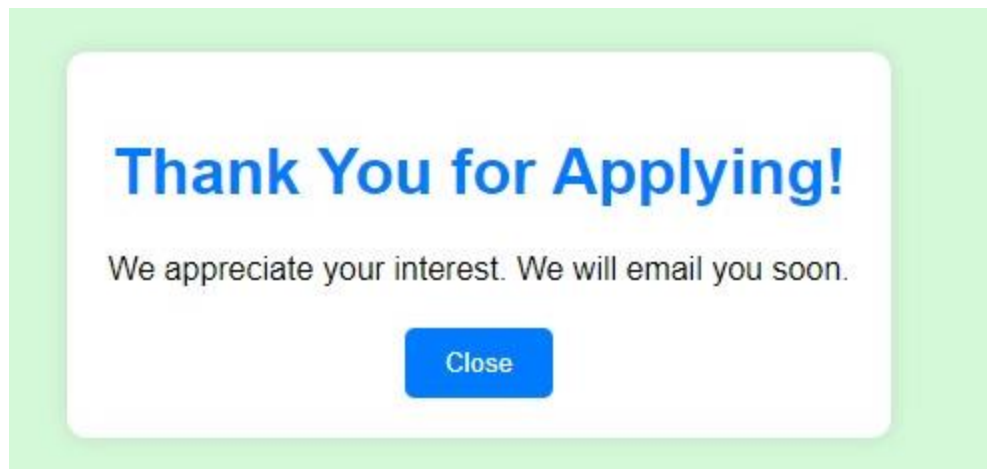 Thank You for Applying!
We appreciate your interest. We will email you soon.
Close